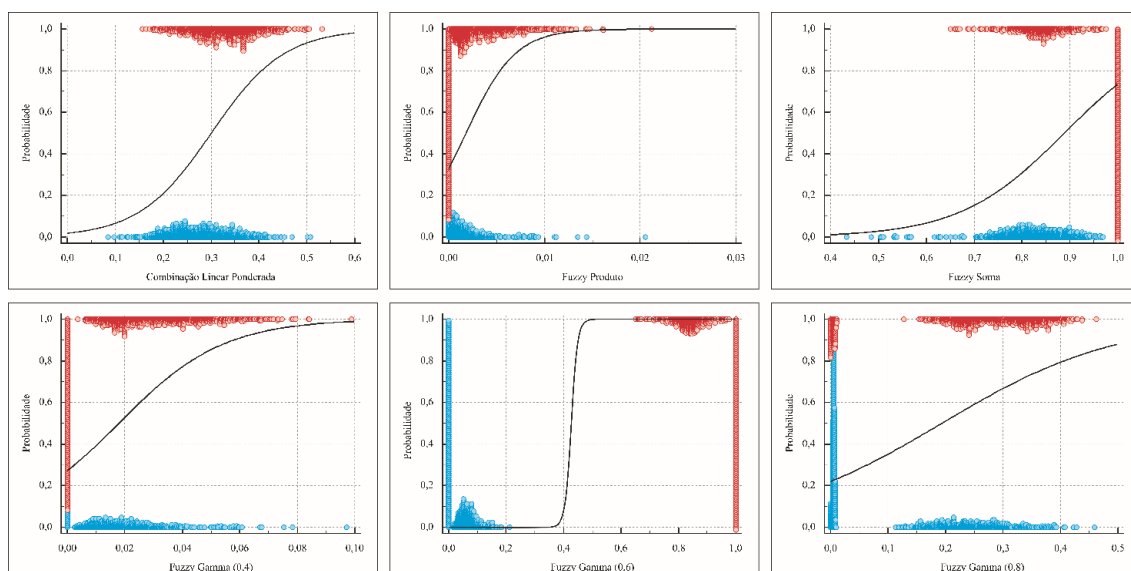 1,0
0,8
0,6
0,4
0,2
0,0
Probabilidade
0,0 0,1 0,2 0,3 0,4 0,5 0,6
Combinação Linear Ponderada
1,0
0,8
0,6
0,4
0,2
0,0
Probabilidade
0,00 0,01 0,02 0,03
Fuzzy Produto
1,0
0,8
0,6
0,4
0,2
0,0
Probabilidade
0,4 0,5 0,6 0,7 0,8 0,9 1,0
Fuzzy Soma
1,0
0,8
0,6
0,4
0,2
0,0
Probabilidade
0,00 0,02 0,04 0,06 0,08 0,10
Fuzzy Gamma (0,4)
1,0
0,8
0,6
0,4
0,2
0,0
Probabilidade
0,0 0,2 0,4 0,6 0,8 1,0
Fuzzy Gamma (0,6)
1,0
0,8
0,6
0,4
0,2
0,0
Probabilidade
0,0 0,1 0,2 0,3 0,4 0,5
Fuzzy Gamma (0,8)